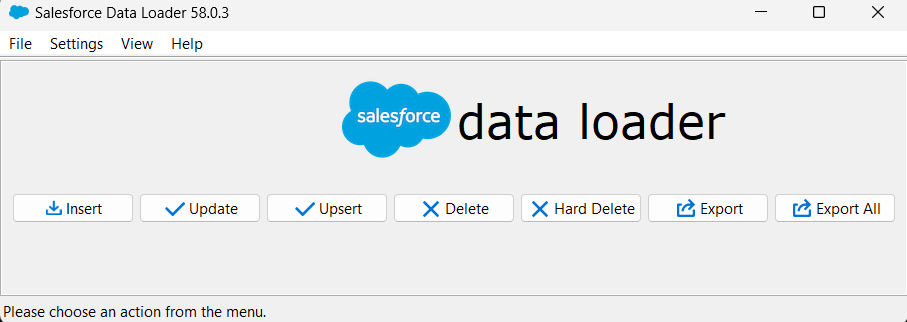 Salesforce Data Loader 58.0.3
File Settings View Help
salesforce data loader
Insert Update Upsert Delete Hard Delete Export Export All
Please choose an action from the menu.